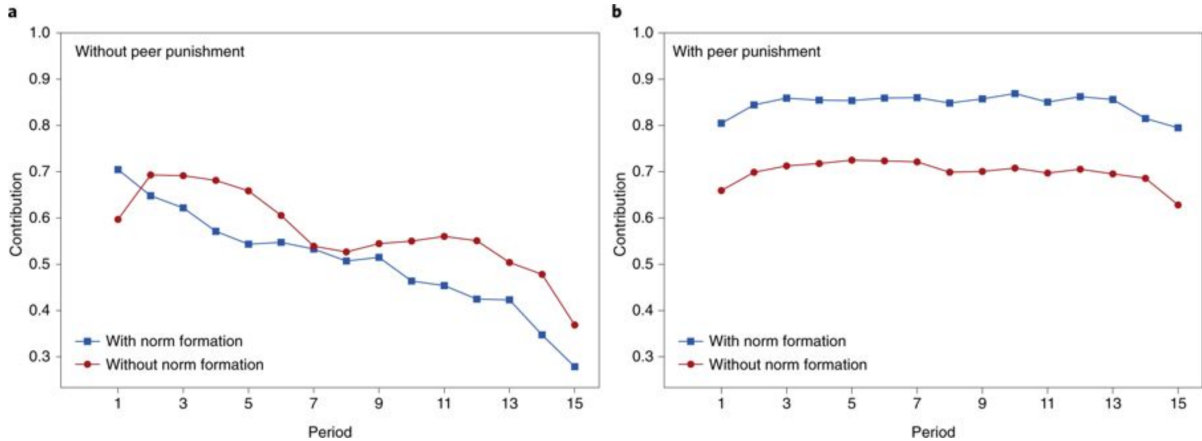 a
Without peer punishment
Contribution
1.0
0.9
0.8
0.7
0.6
0.5
0.4
0.3
With norm formation
Without norm formation
1 3 5 7 9 11 13 15
Period
b
With peer punishment
Contribution
1.0
0.9
0.8
0.7
0.6
0.5
0.4
0.3
With norm formation
Without norm formation
1 3 5 7 9 11 13 15
Period